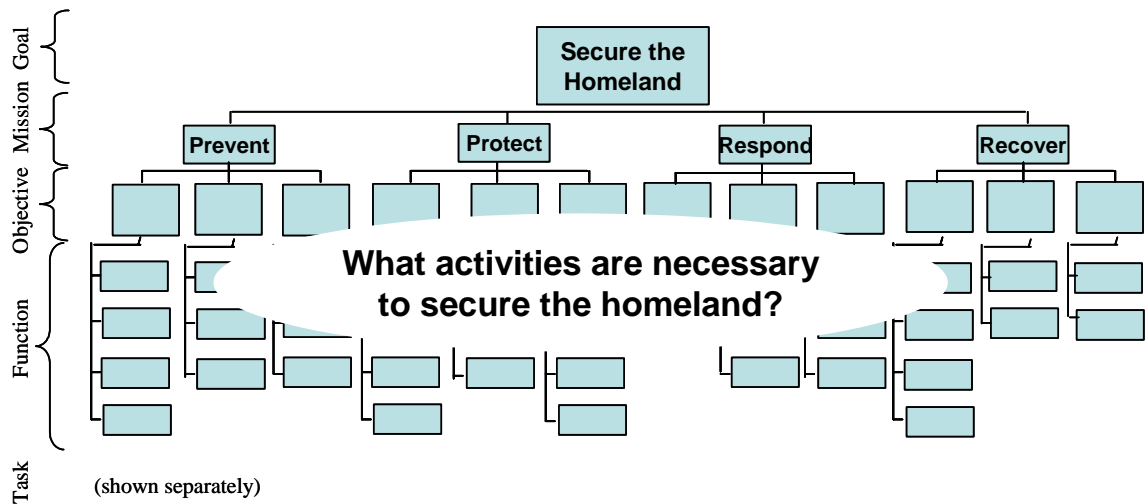 Goal
Secure the
Homeland
Mission
Prevent
Protect
Respond
Recover
Objective
What activities are necessary
to secure the homeland?
Function
Task
(shown separately)